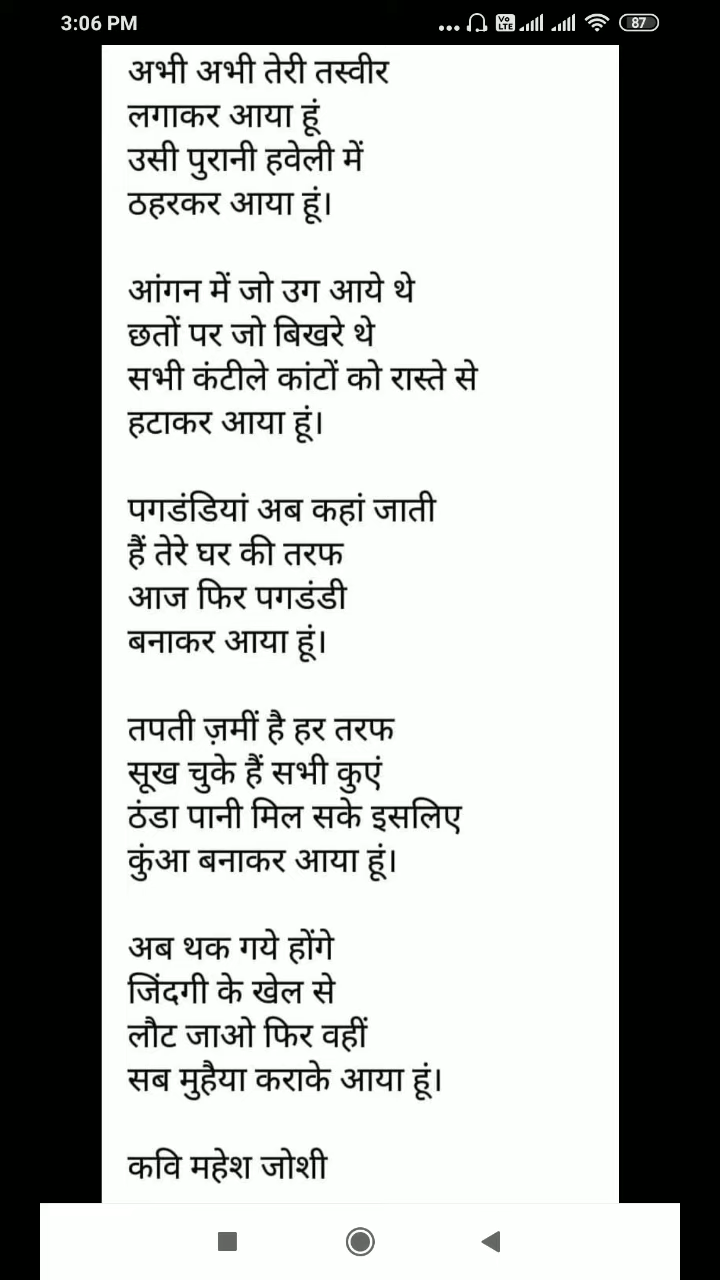 3:06 PM
Vo LTE
87
अभी अभी तेरी तस्वीर
लगाकर आया हूं
उसी पुरानी हवेली में
ठहरकर आया हूं।
आंगन में जो उग आये थे
छतों पर जो बिखरे थे
सभी कंटीले कांटों को रास्ते से
हटाकर आया हूं।
पगडंडियां अब कहां जाती
हैं तेरे घर की तरफ
आज फिर पगडंडी
बनाकर आया हूं।
तपती ज़मीं है हर तरफ
सूख चुके हैं सभी कुएं
ठंडा पानी मिल सके इसलिए
कुंआ बनाकर आया हूं।
अब थक गये होंगे
जिंदगी के खेल से
लौट जाओ फिर वहीं
सब मुहैया कराके आया हूं।
कवि महेश जोशी